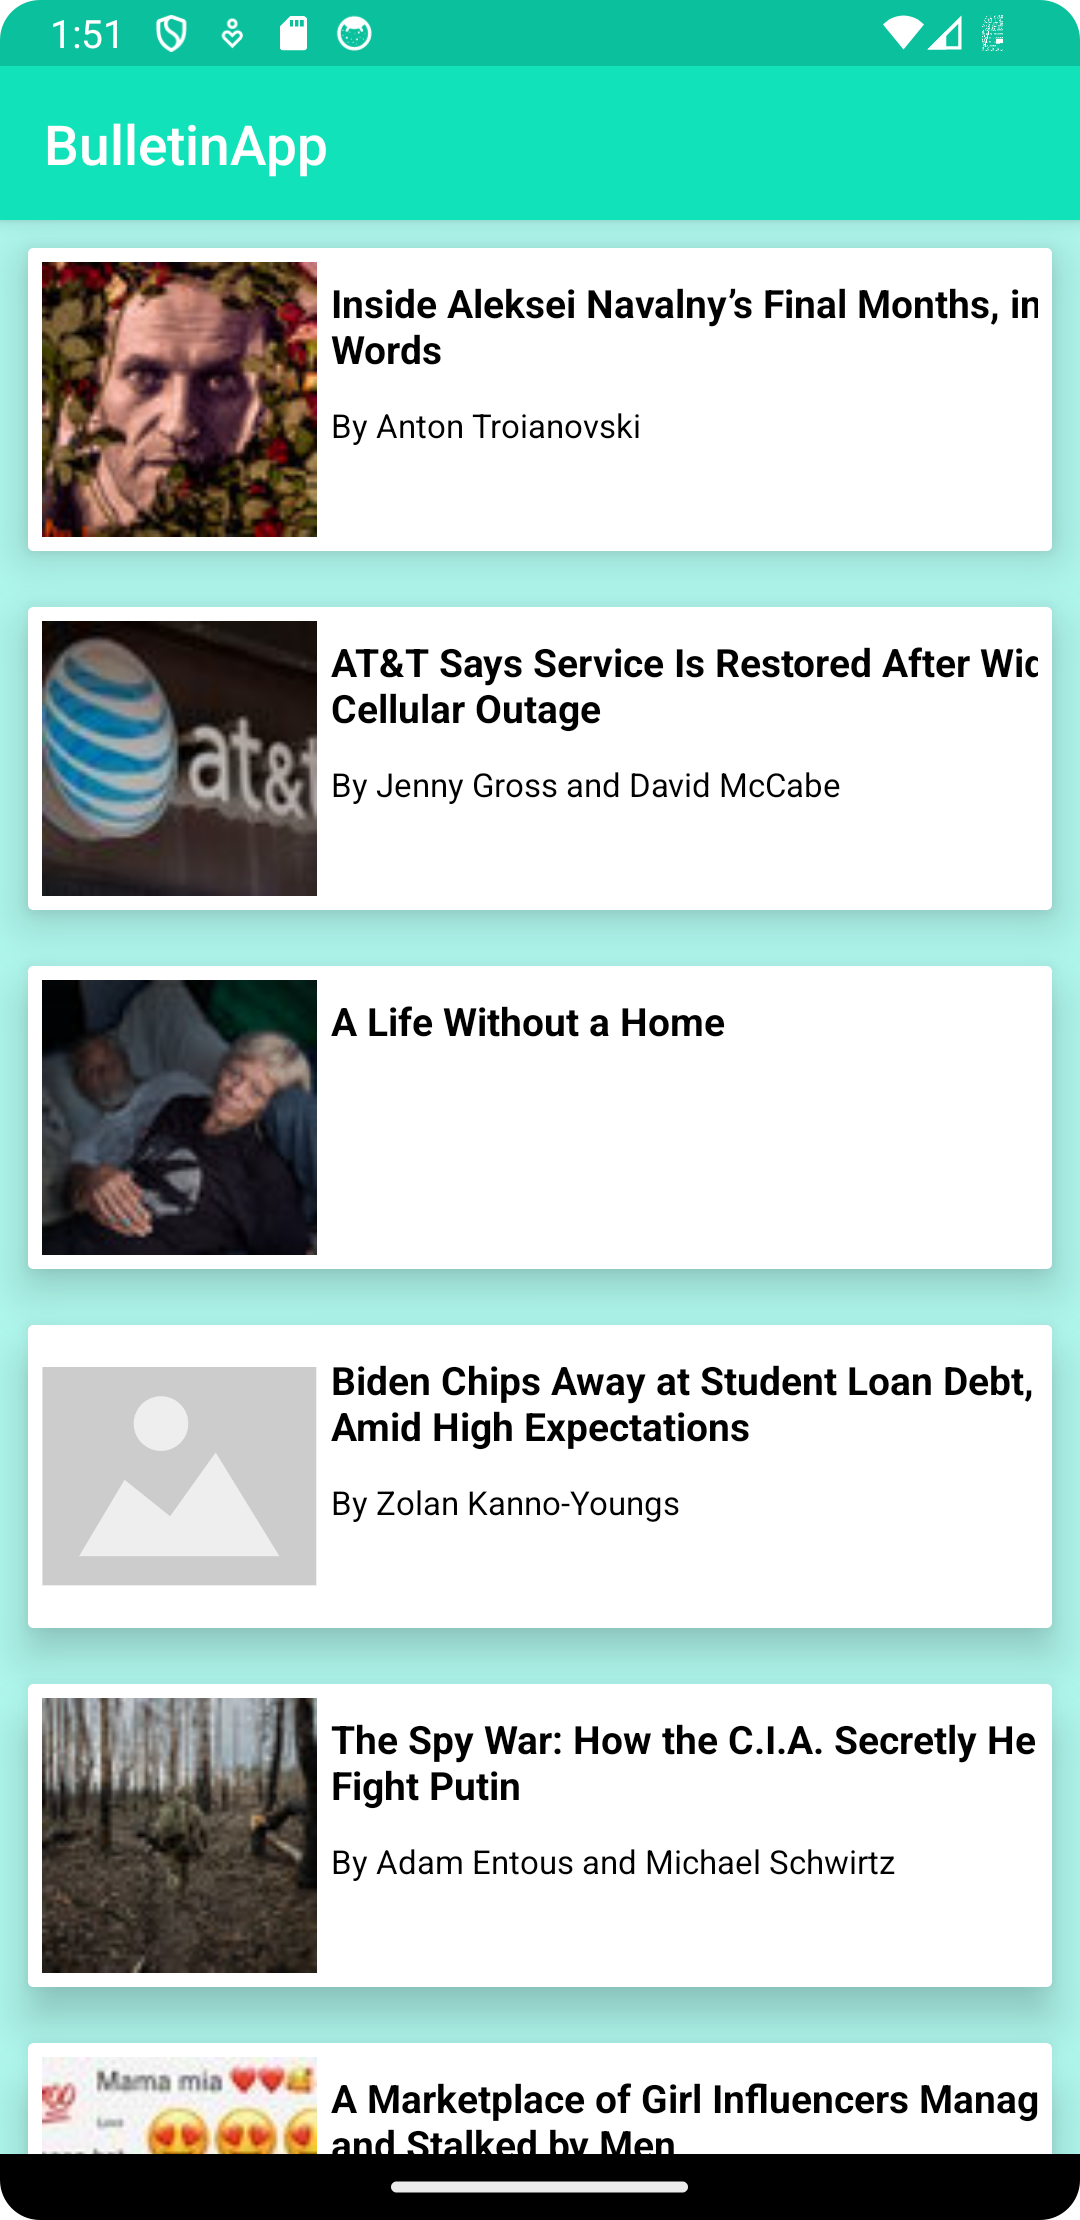 1:51
BulletinApp
Inside Aleksei Navalny’s Final Months, in
Words
By Anton Troianovski
at&t
AT&T Says Service Is Restored After Wid
Cellular Outage
By Jenny Gross and David McCabe
A Life Without a Home
Biden Chips Away at Student Loan Debt,
Amid High Expectations
By Zolan Kanno-Youngs
The Spy War: How the C.I.A. Secretly He
Fight Putin
By Adam Entous and Michael Schwirtz
💯 Mama mia ❤️❤️🥰
😍😍😍
A Marketplace of Girl Influencers Manag
and Stalked by Men